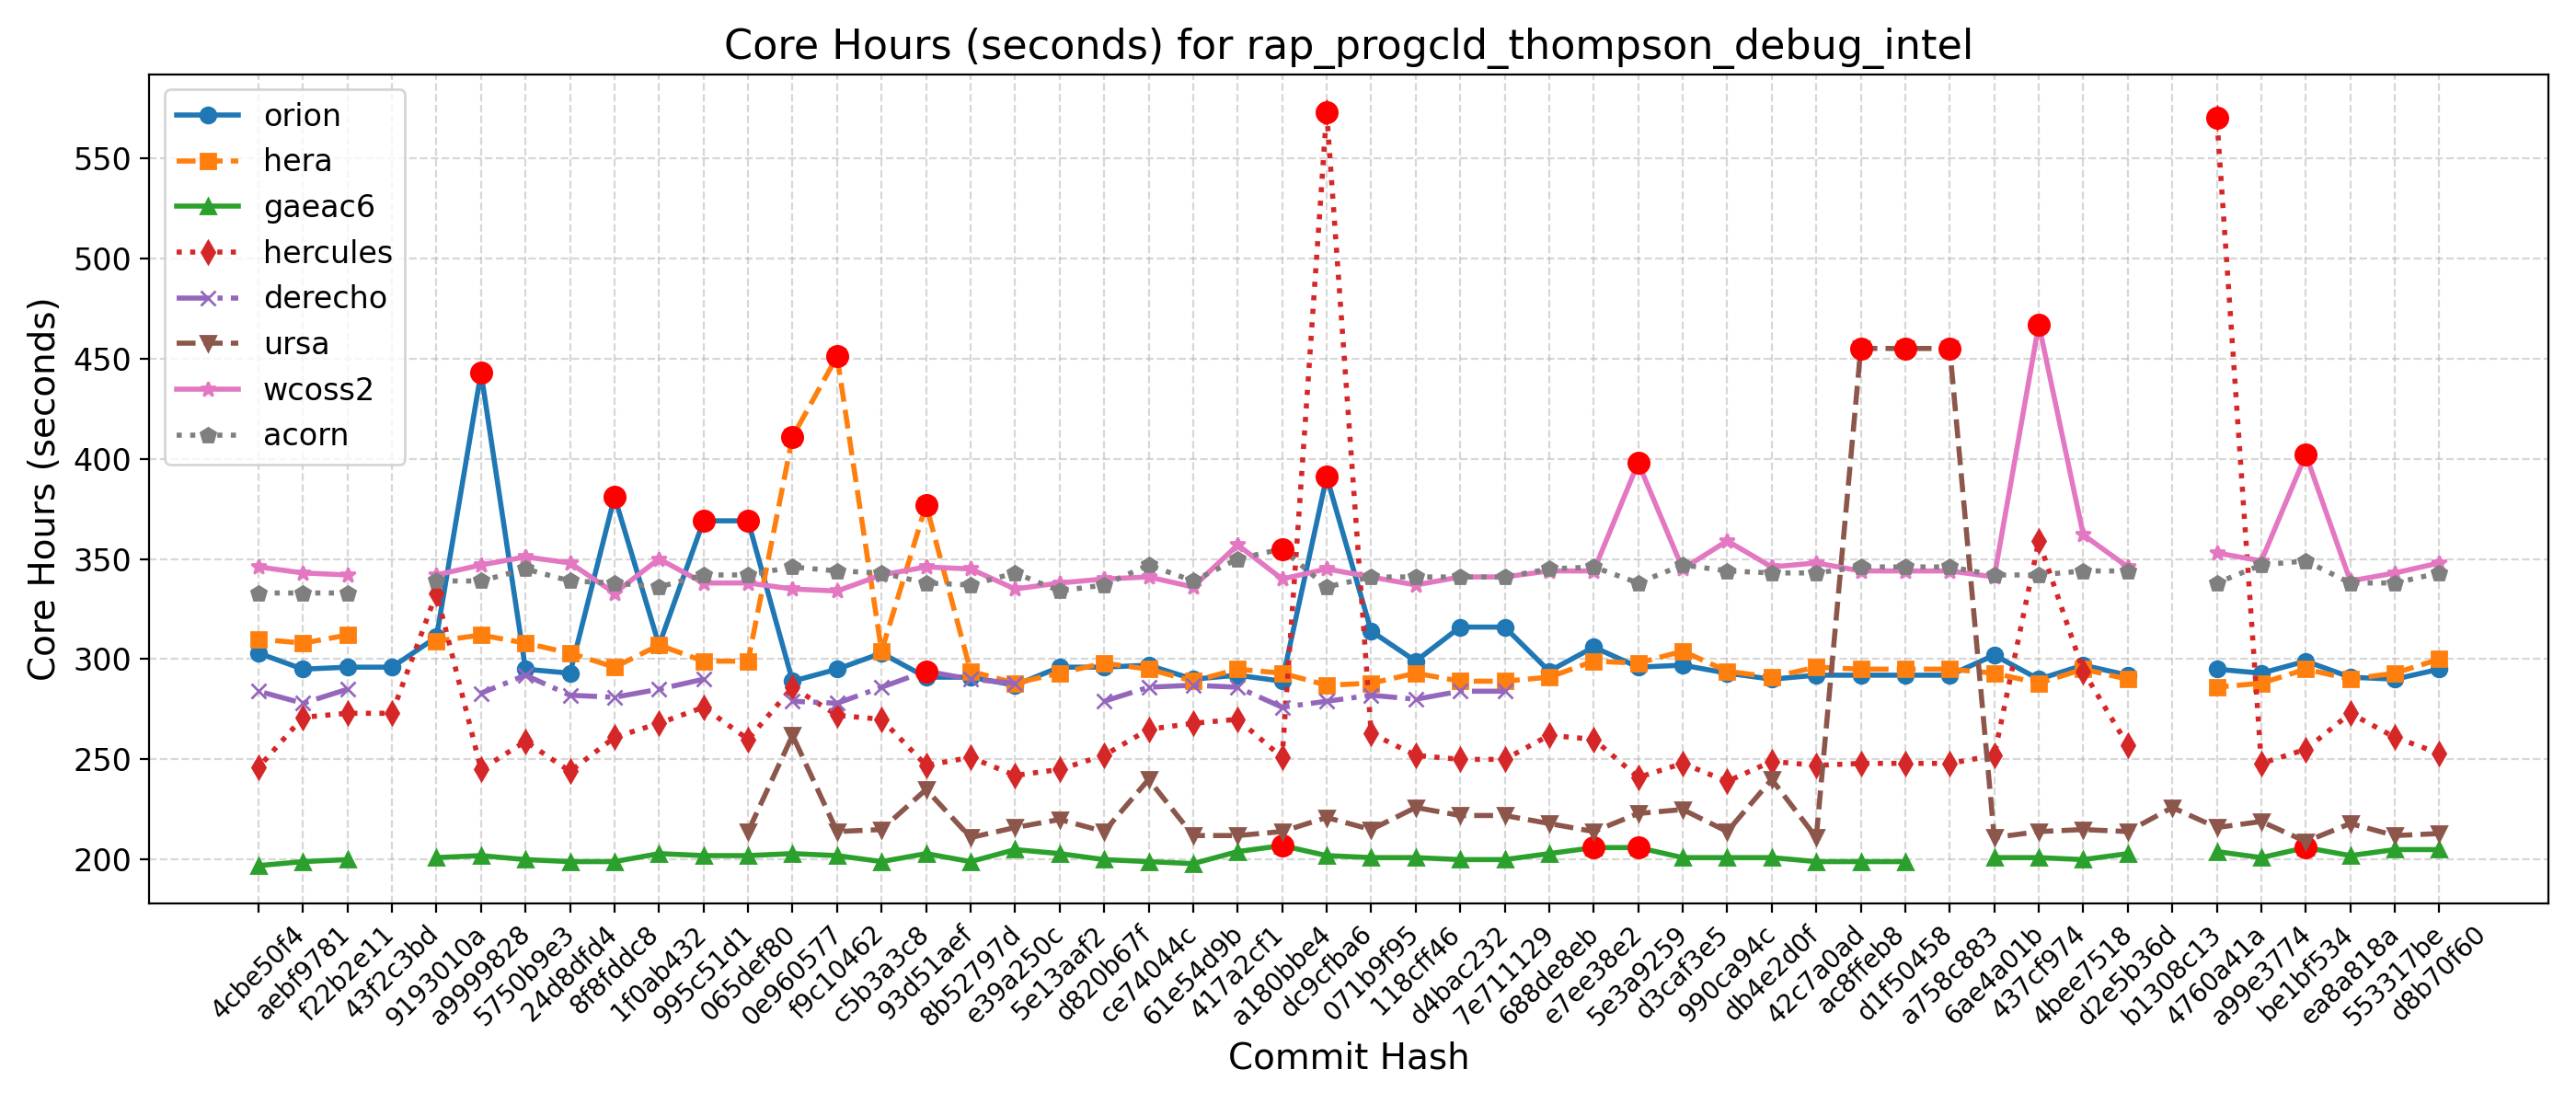 Core Hours (seconds) for rap_progcld_thompson_debug_intel
orion
hera
gaeac6
hercules
derecho
ursa
wcoss2
acorn
Core Hours (seconds)
550
500
450
400
350
300
250
200
4cbe50f4
aebf9781
f22b2e11
43f2c3bd
9193010a
a9999828
5750b9e3
24d8dfd4
8f8fddc8
1f0ab432
995c51d1
065def80
0e960577
f9c10462
c5b3a3c8
93d51aef
8b52797d
e39a250c
5e13aaf2
d820b67f
ce74044c
61e54d9b
417a2cf1
a180bbe4
dc9cfba6
071b9f95
118cff46
d4bac232
7e711129
688de8eb
e7ee38e2
5e3a9259
d3caf3e5
990ca94c
db4e2d0f
42c7a0ad
ac8ffeb8
d1f50458
a758c883
6ae4a01b
437cf974
4bee7518
d2e5b36d
b1308c13
4760a41a
a99e3774
be1bf534
ea8a818a
553317be
d8b70f60
Commit Hash